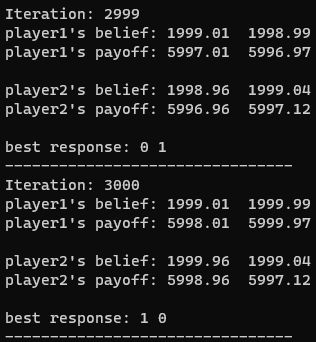 Iteration: 2999
player1's belief: 1999.01  1998.99
player1's payoff: 5997.01  5996.97
player2's belief: 1998.96  1999.04
player2's payoff: 5996.96  5997.12
best response: 0 1
--------------------------------
Iteration: 3000
player1's belief: 1999.01  1999.99
player1's payoff: 5998.01  5999.97
player2's belief: 1999.96  1999.04
player2's payoff: 5998.96  5997.12
best response: 1 0
--------------------------------